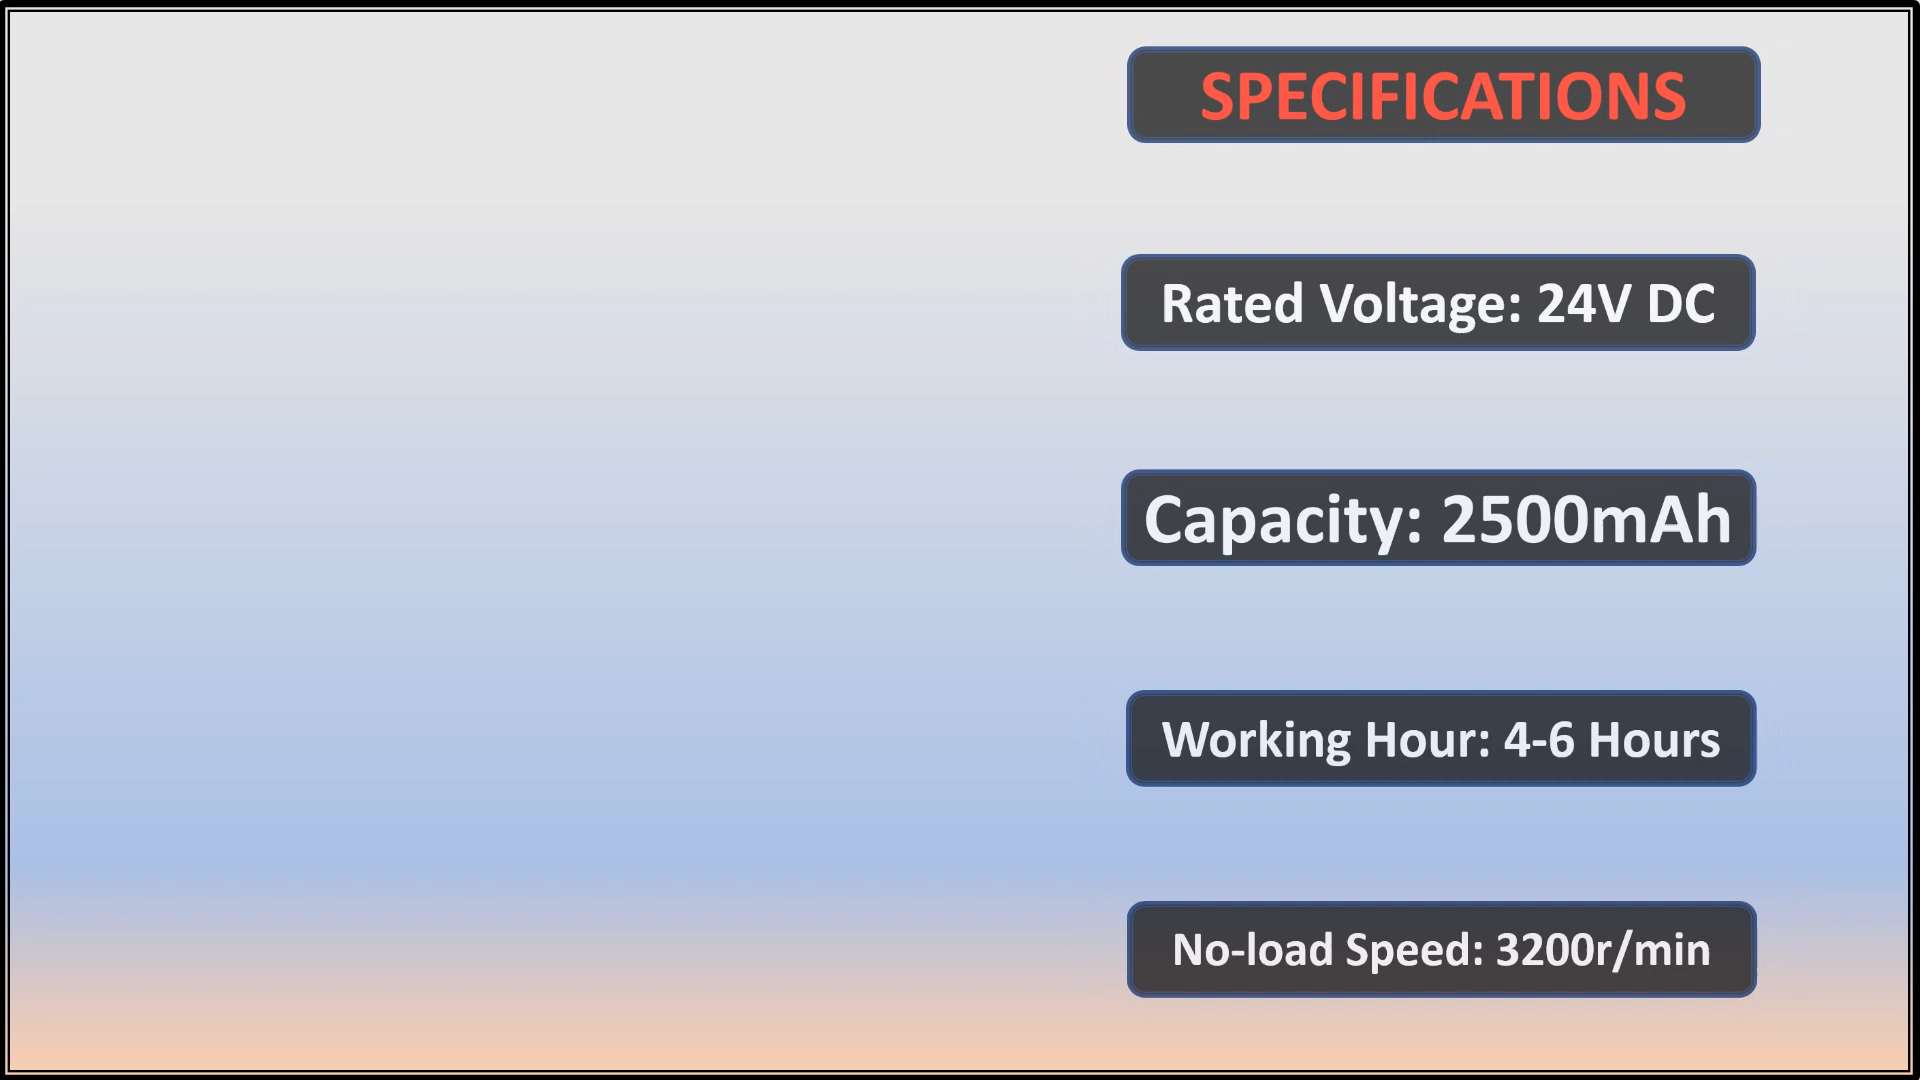 SPECIFICATIONS
Rated Voltage: 24V DC
Capacity: 2500mAh
Working Hour: 4-6 Hours
No-load Speed: 3200r/min